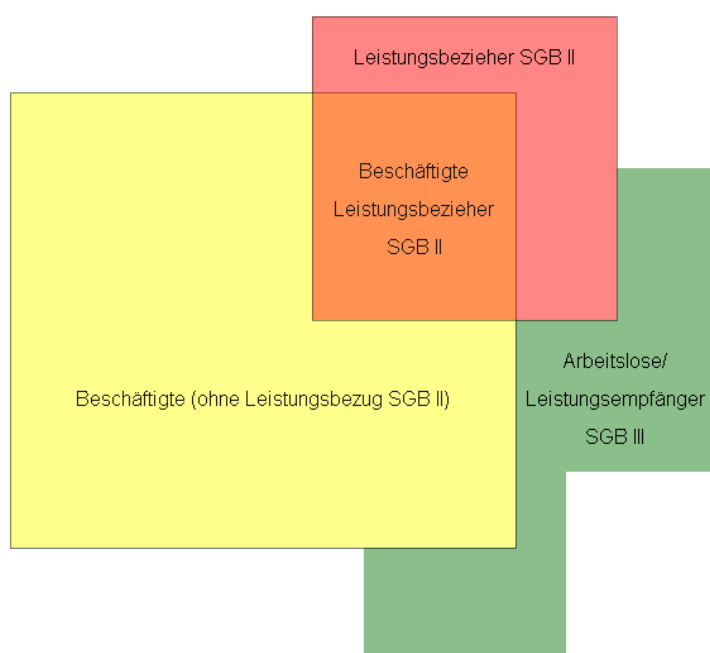 Leistungsbezieher SGB II
Beschäftigte
Leistungsbezieher
SGB II
Arbeitslose/
Beschäftigte (ohne Leistungsbezug SGB II)
Leistungsempfänger
SGB III